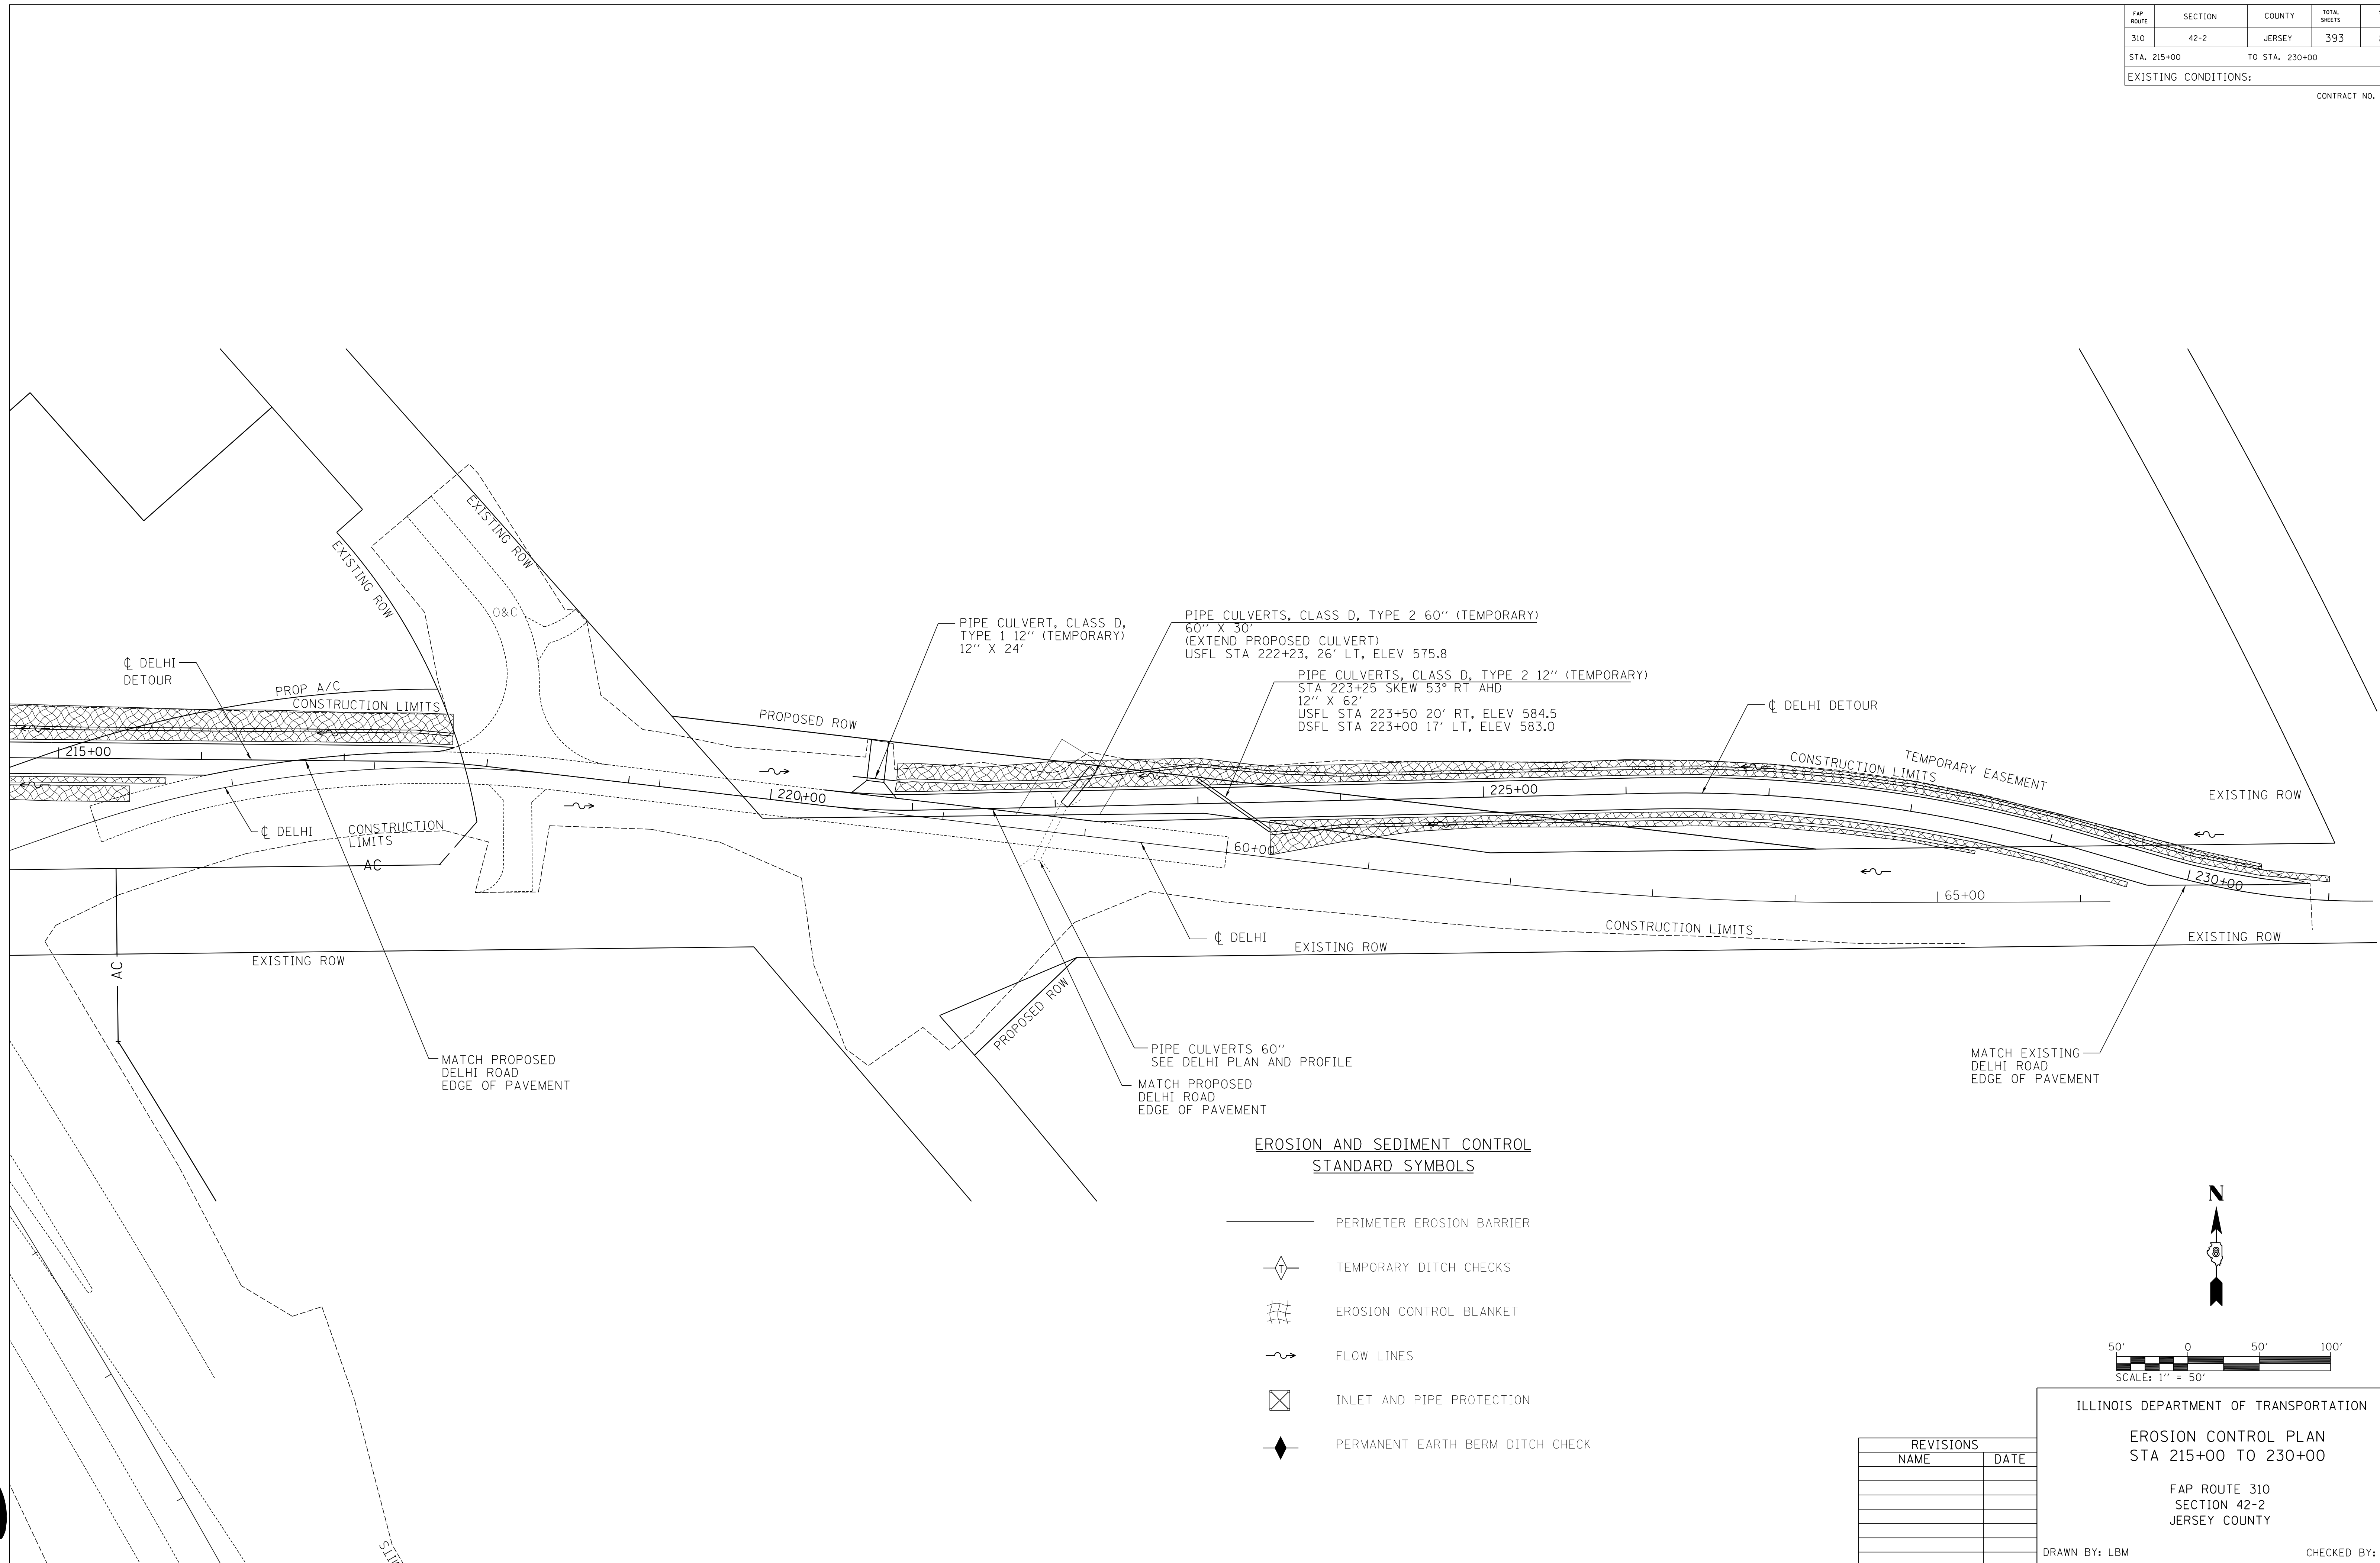 FAP ROUTE SECTION COUNTY TOTAL SHEETS
310 42-2 JERSEY 393
STA. 215+00 TO STA. 230+00
EXISTING CONDITIONS:
CONTRACT NO.
EXISTING ROW
EXISTING ROW
O&C
℄ DELHI
DETOUR
PROP A/C
CONSTRUCTION LIMITS
215+00
PROPOSED ROW
PIPE CULVERT, CLASS D,
TYPE 1 12'' (TEMPORARY)
12'' X 24'
PIPE CULVERTS, CLASS D, TYPE 2 60'' (TEMPORARY)
60'' X 30'
(EXTEND PROPOSED CULVERT)
USFL STA 222+23, 26' LT, ELEV 575.8
PIPE CULVERTS, CLASS D, TYPE 2 12'' (TEMPORARY)
STA 223+25 SKEW 53° RT AHD
12'' X 62'
USFL STA 223+50 20' RT, ELEV 584.5
DSFL STA 223+00 17' LT, ELEV 583.0
℄ DELHI DETOUR
CONSTRUCTION LIMITS
TEMPORARY EASEMENT
EXISTING ROW
220+00
225+00
230+00
℄ DELHI
CONSTRUCTION
LIMITS
AC
60+00
65+00
℄ DELHI
CONSTRUCTION LIMITS
EXISTING ROW
EXISTING ROW
EXISTING ROW
AC
PROPOSED ROW
MATCH PROPOSED
DELHI ROAD
EDGE OF PAVEMENT
PIPE CULVERTS 60''
SEE DELHI PLAN AND PROFILE
MATCH PROPOSED
DELHI ROAD
EDGE OF PAVEMENT
MATCH EXISTING
DELHI ROAD
EDGE OF PAVEMENT
EROSION AND SEDIMENT CONTROL
STANDARD SYMBOLS
PERIMETER EROSION BARRIER
T TEMPORARY DITCH CHECKS
EROSION CONTROL BLANKET
FLOW LINES
INLET AND PIPE PROTECTION
PERMANENT EARTH BERM DITCH CHECK
N
8
50' 0 50' 100'
SCALE: 1'' = 50'
REVISIONS
NAME DATE
ILLINOIS DEPARTMENT OF TRANSPORTATION
EROSION CONTROL PLAN
STA 215+00 TO 230+00
FAP ROUTE 310
SECTION 42-2
JERSEY COUNTY
DRAWN BY: LBM
CHECKED BY: